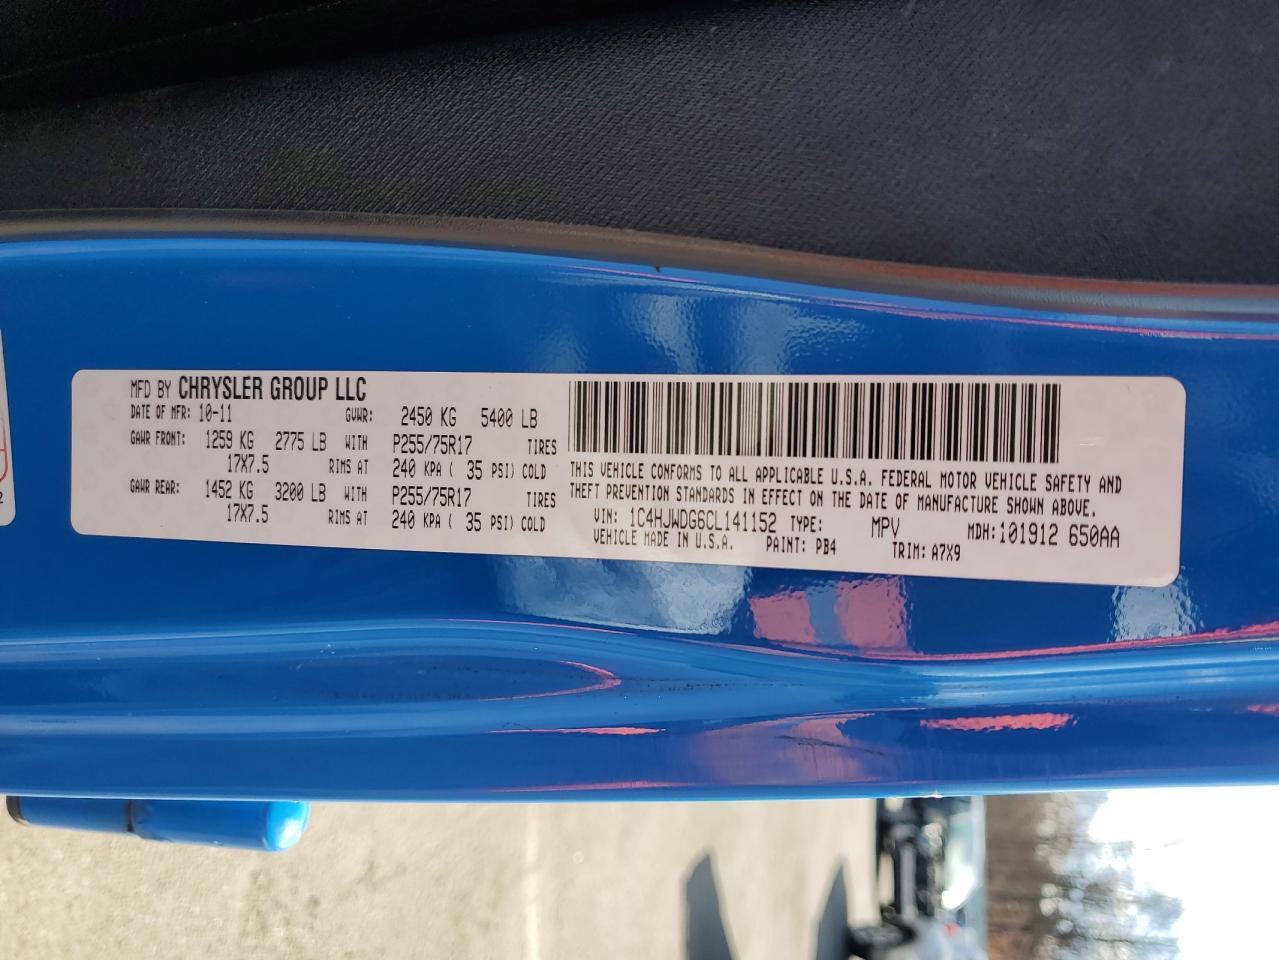 MFD BY CHRYSLER GROUP LLC
DATE OF MFR: 10-11 GVWR: 2450 KG 5400 LB
GAWR FRONT: 1259 KG 2775 LB WITH P255/75R17 TIRES
17X7.5 RIMS AT 240 KPA ( 35 PSI) COLD
GAWR REAR: 1452 KG 3200 LB WITH P255/75R17 TIRES
17X7.5 RIMS AT 240 KPA ( 35 PSI) COLD
THIS VEHICLE CONFORMS TO ALL APPLICABLE U.S.A. FEDERAL MOTOR VEHICLE SAFETY AND
THEFT PREVENTION STANDARDS IN EFFECT ON THE DATE OF MANUFACTURE SHOWN ABOVE.
VIN: 1C4HJWDG6CL141152 TYPE: MPV MDH: 101912 650AA
VEHICLE MADE IN U.S.A. PAINT: PB4 TRIM: A7X9